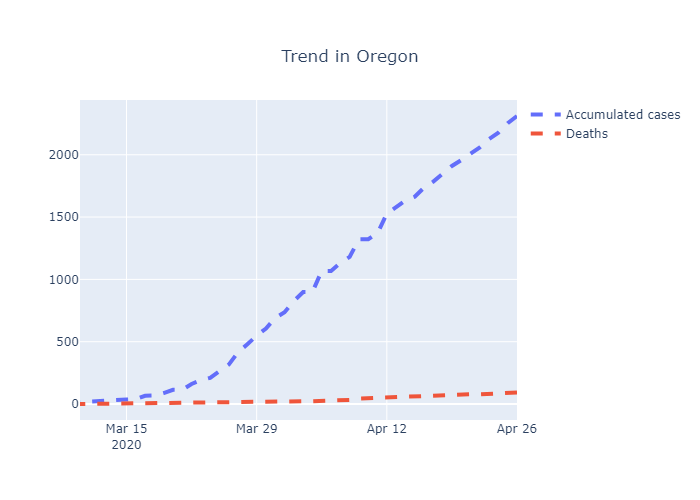 Trend in Oregon
Accumulated cases
Deaths
2000
1500
1000
500
0
Mar 15
2020
Mar 29
Apr 12
Apr 26